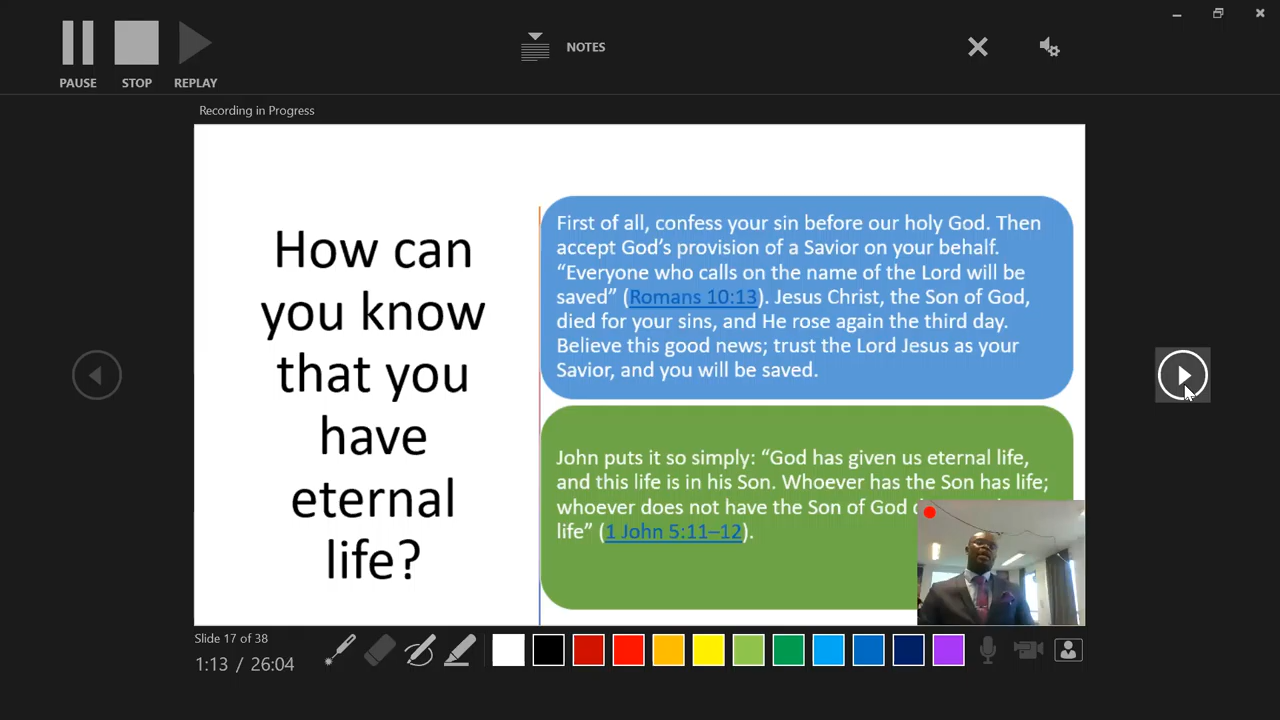 PAUSE
STOP
REPLAY
NOTES
Recording in Progress
How can
you know
that you
have
eternal
life?
First of all, confess your sin before our holy God. Then
accept God's provision of a Savior on your behalf.
“Everyone who calls on the name of the Lord will be
saved” (Romans 10:13). Jesus Christ, the Son of God,
died for your sins, and He rose again the third day.
Believe this good news; trust the Lord Jesus as your
Savior, and you will be saved.
John puts it so simply: “God has given us eternal life,
and this life is in his Son. Whoever has the Son has life;
whoever does not have the Son of God
life” (1 John 5:11–12).
Slide 17 of 38
1:13 / 26:04